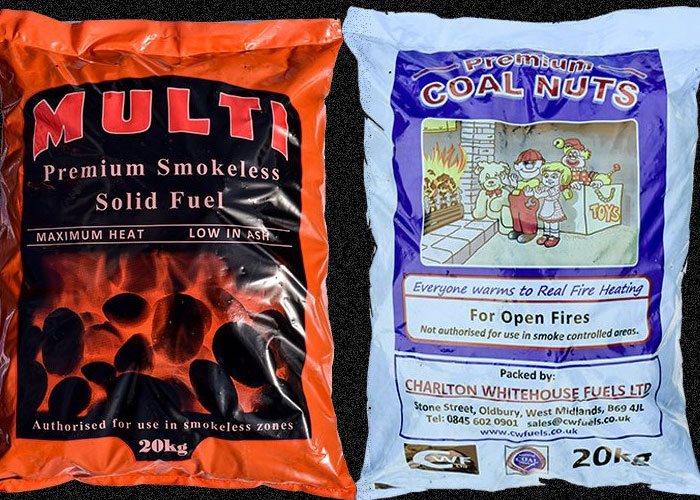 MULTI
Premium Smokeless
Solid Fuel
MAXIMUM HEAT LOW IN ASH
Authorised for use in smokeless zones
20kg
Premium
COAL NUTS
TOYS
Everyone warms to Real Fire Heating
For Open Fires
Not authorised for use in smoke controlled areas.
Packed by:
CHARLTON WHITEHOUSE FUELS LTD
Stone Street, Oldbury, West Midlands, B69 4JL
Tel: 0845 602 0901 sales@cwfuels.co.uk
www.cwfuels.co.uk
20kg